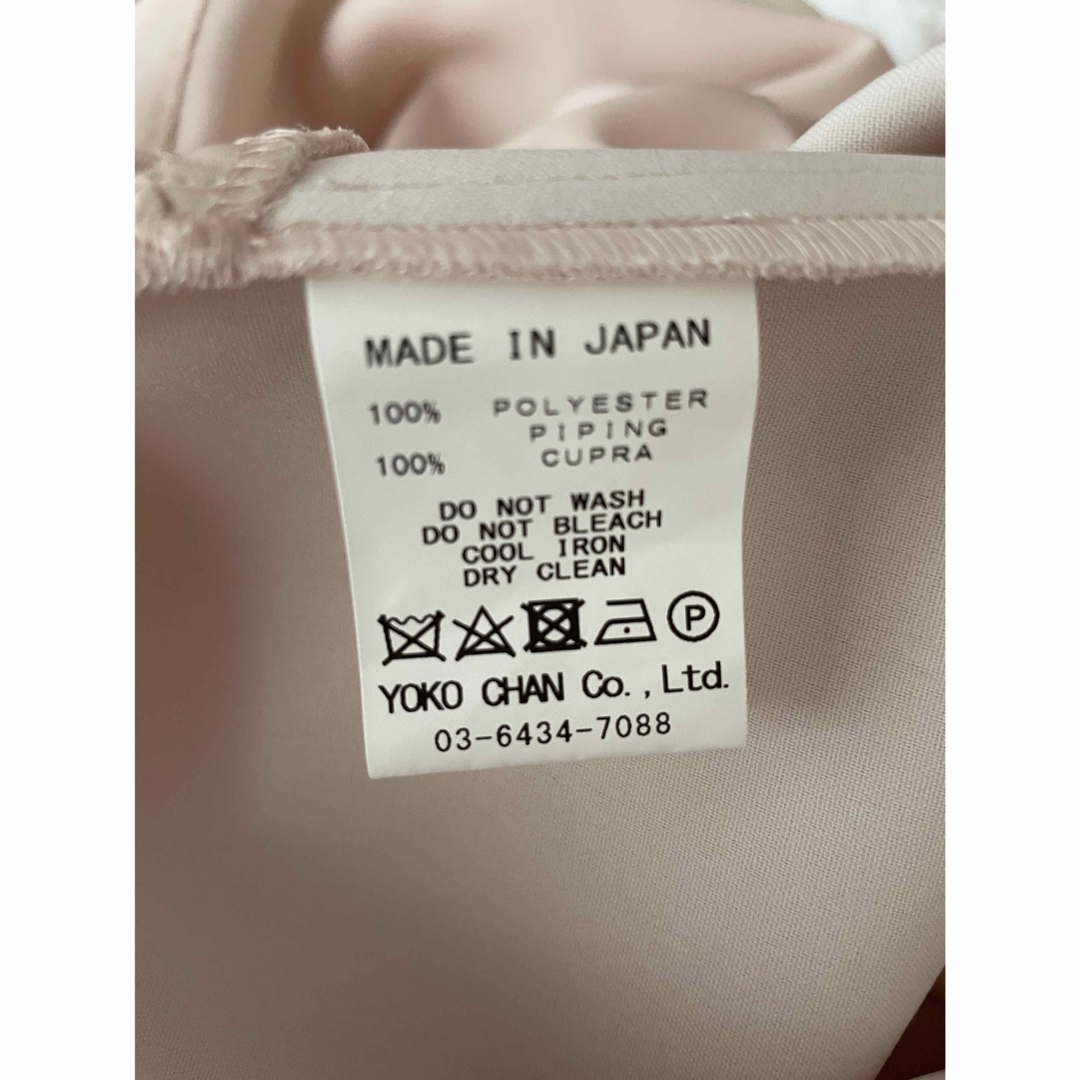 MADE IN JAPAN
100% POLYESTER
PIPING
100% CUPRA
DO NOT WASH
DO NOT BLEACH
COOL IRON
DRY CLEAN
P
YOKO CHAN Co.,Ltd.
03-6434-7088